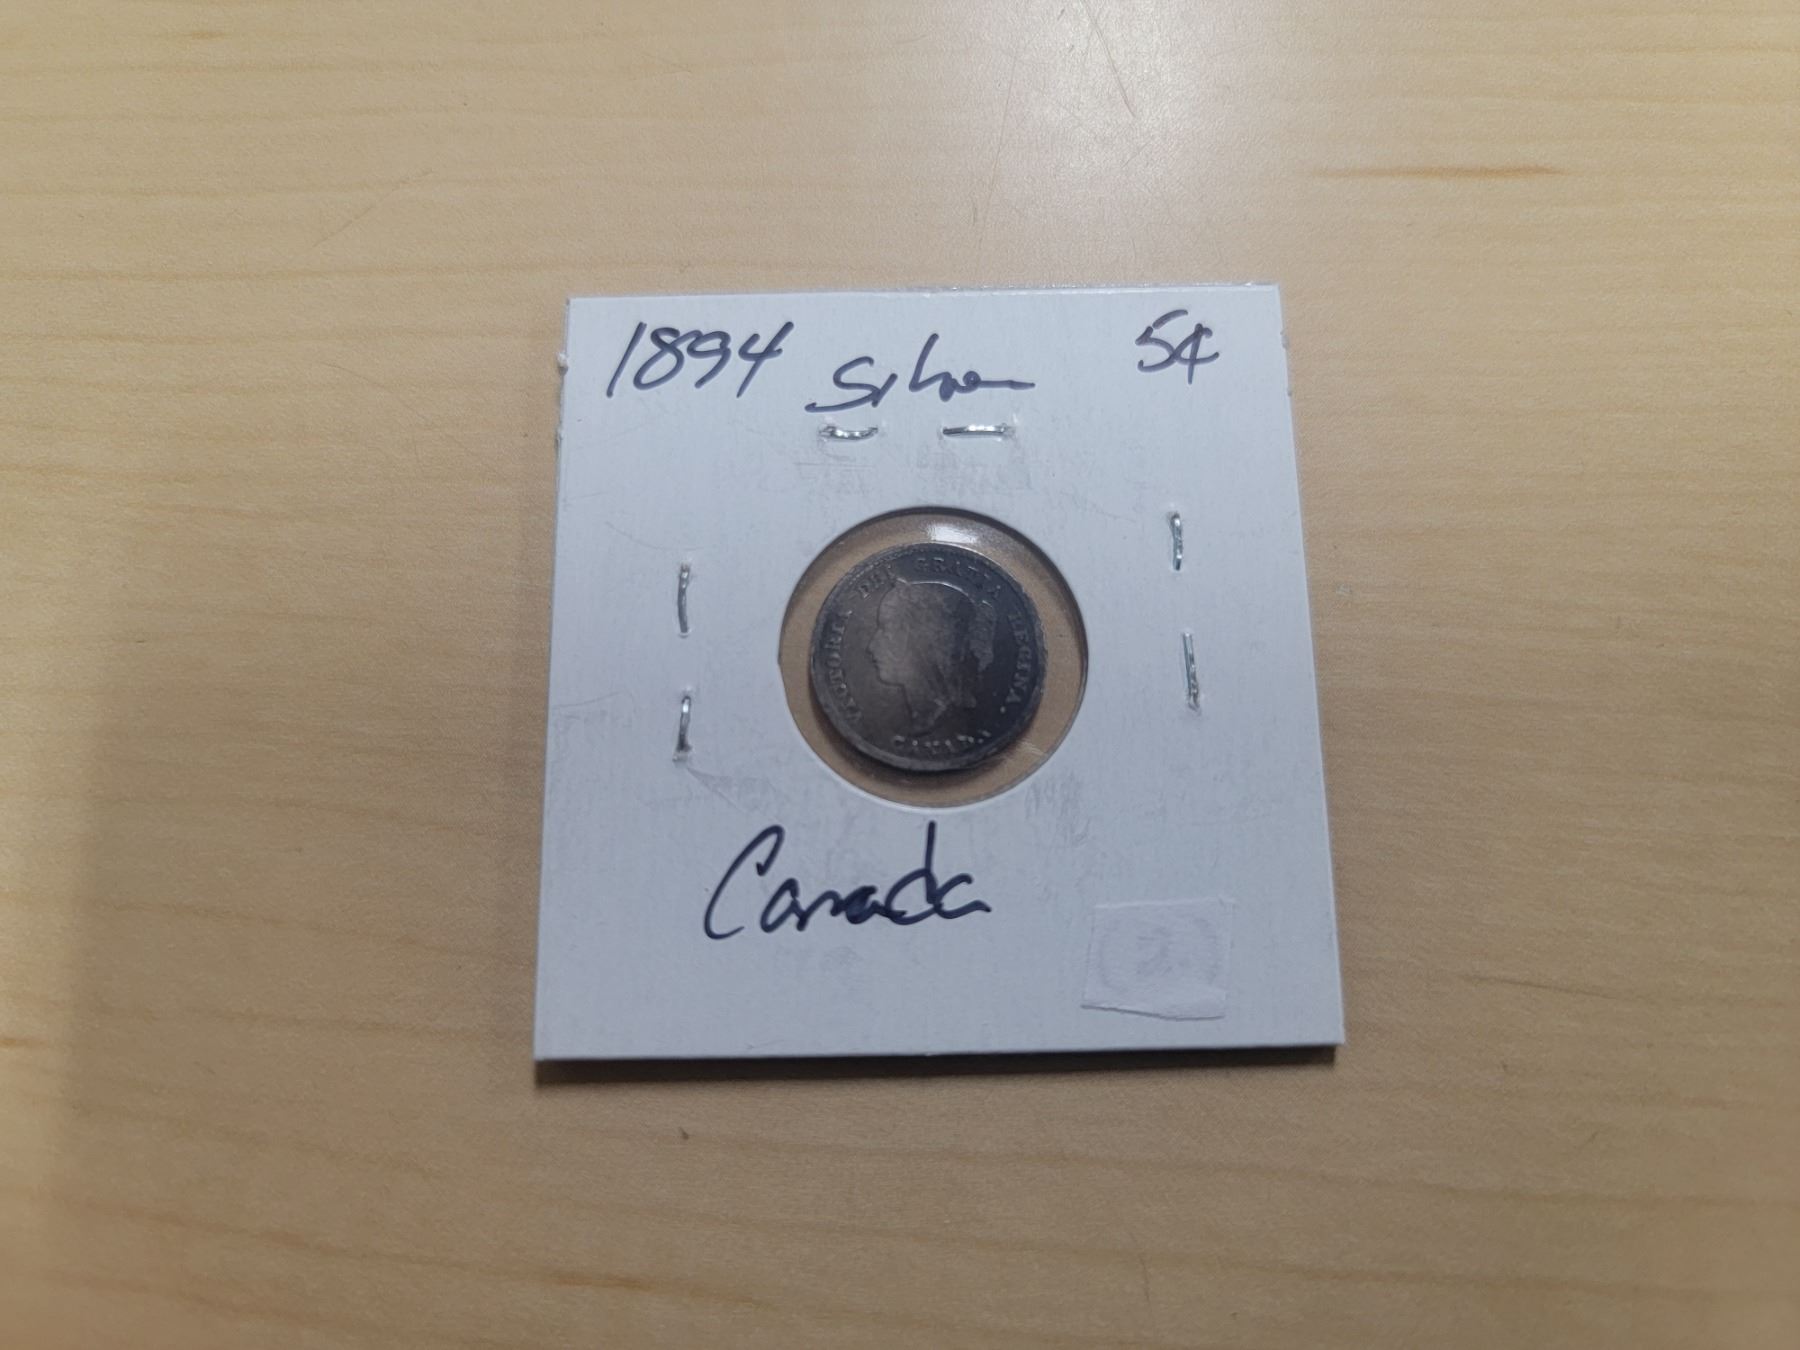 1894 Silver 5¢
VICTORIA DEI GRATIA REGINA.
CANADA
Canada